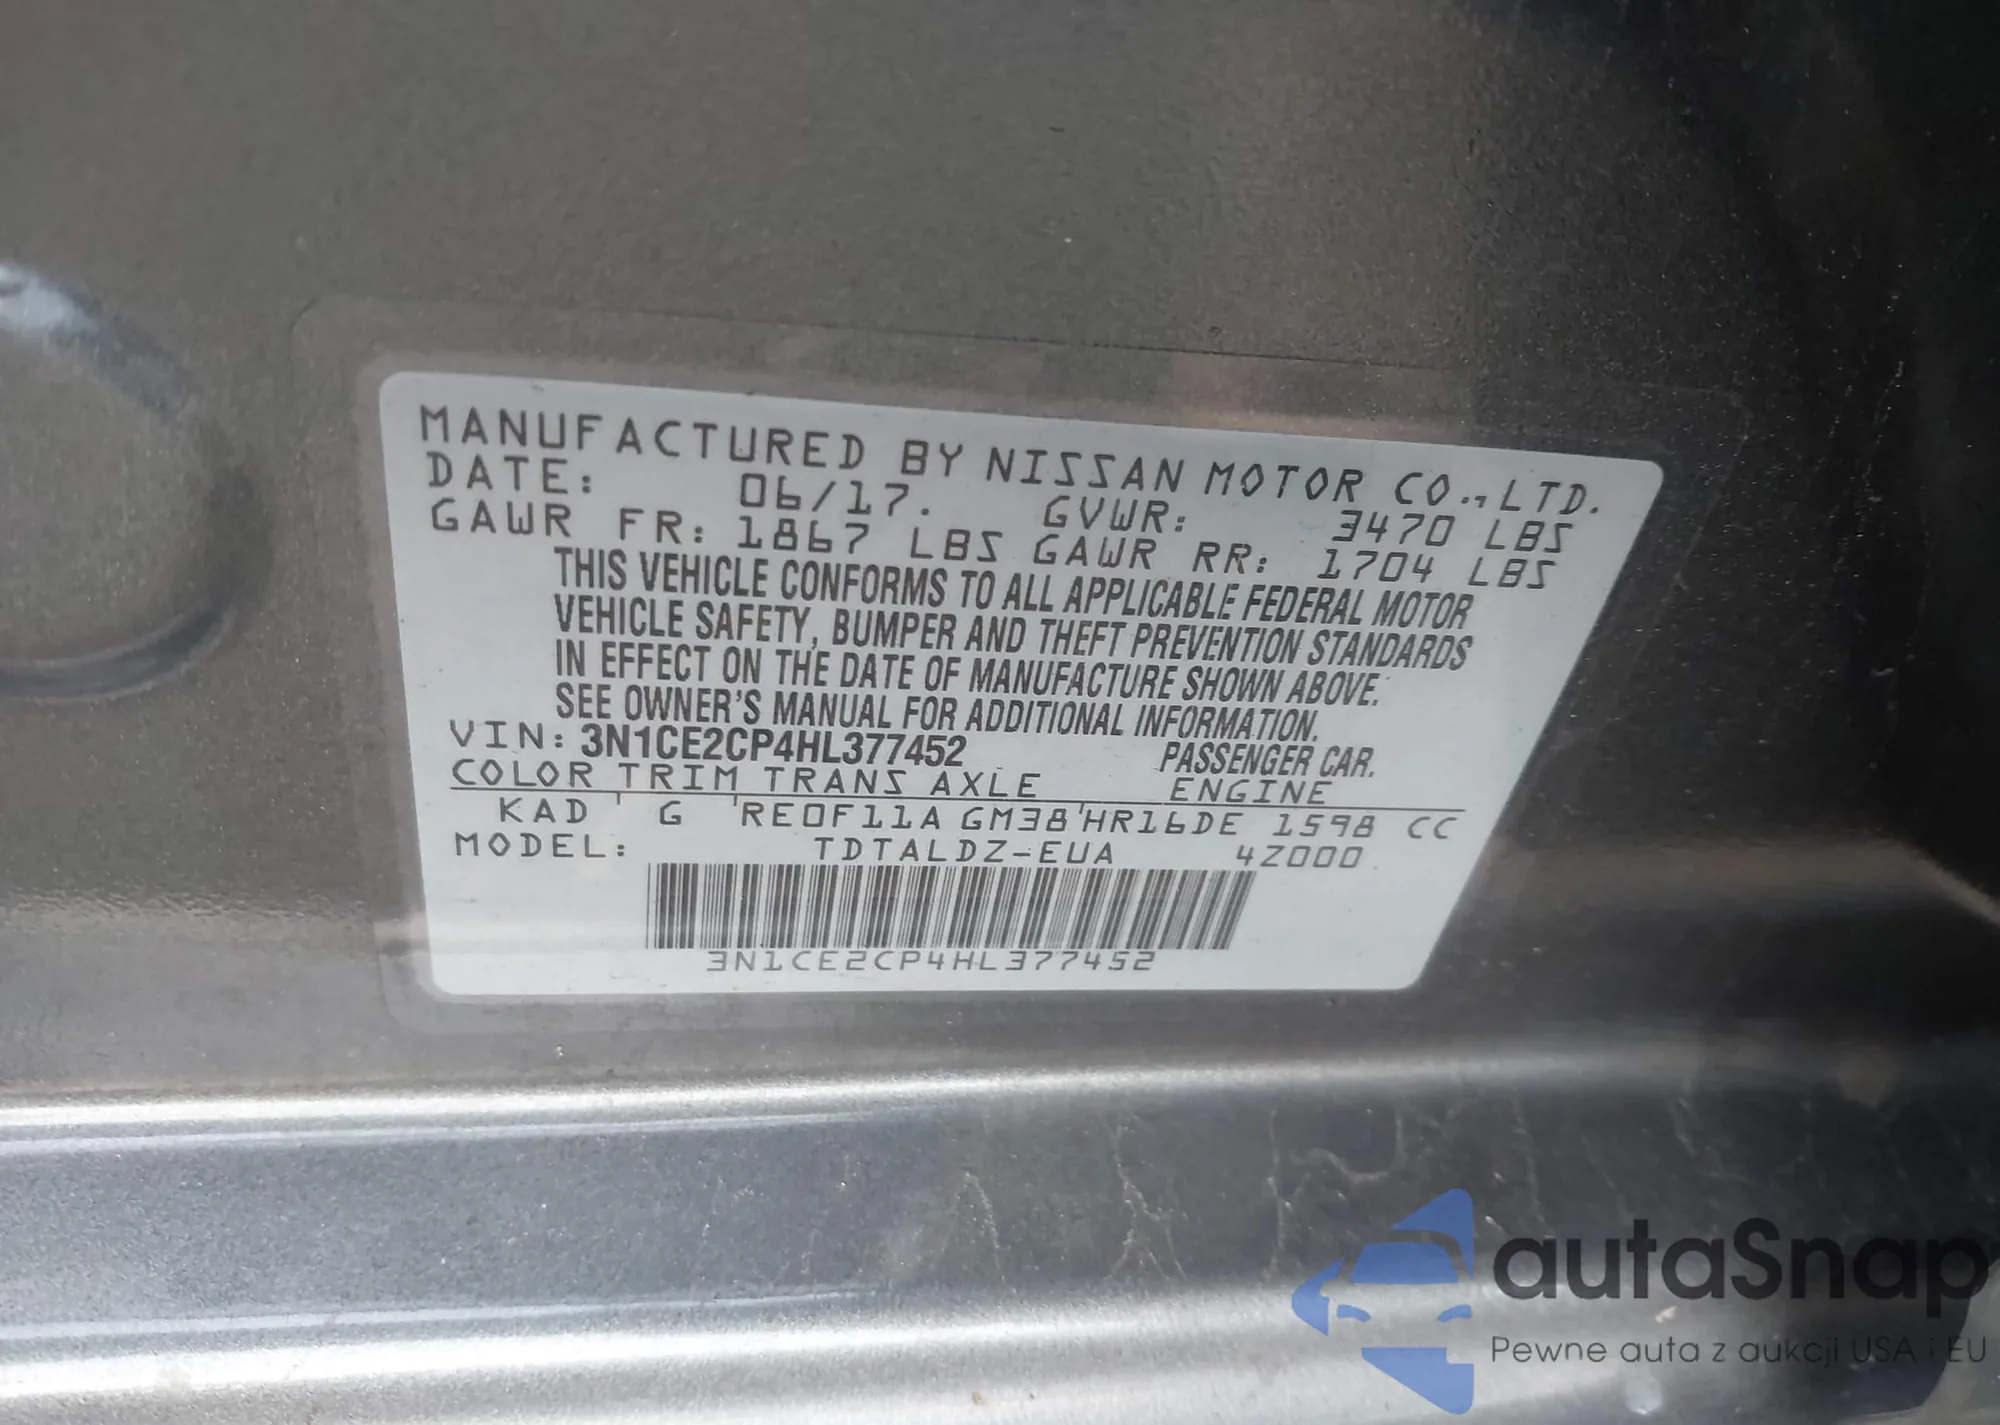 MANUFACTURED BY NISSAN MOTOR CO., LTD.
DATE: 06/17. GVWR: 3470 LBS
GAWR FR: 1867 LBS GAWR RR: 1704 LBS
THIS VEHICLE CONFORMS TO ALL APPLICABLE FEDERAL MOTOR
VEHICLE SAFETY, BUMPER AND THEFT PREVENTION STANDARDS
IN EFFECT ON THE DATE OF MANUFACTURE SHOWN ABOVE.
SEE OWNER'S MANUAL FOR ADDITIONAL INFORMATION.
VIN: 3N1CE2CP4HL377452 PASSENGER CAR.
COLOR TRIM TRANS AXLE ENGINE
KAD G RE0F11A GM38 HR16DE 1598 CC
MODEL: TDTALDZ-EUA 4Z000
3N1CE2CP4HL377452
autaSnap
Pewne auta z aukcji USA i EU